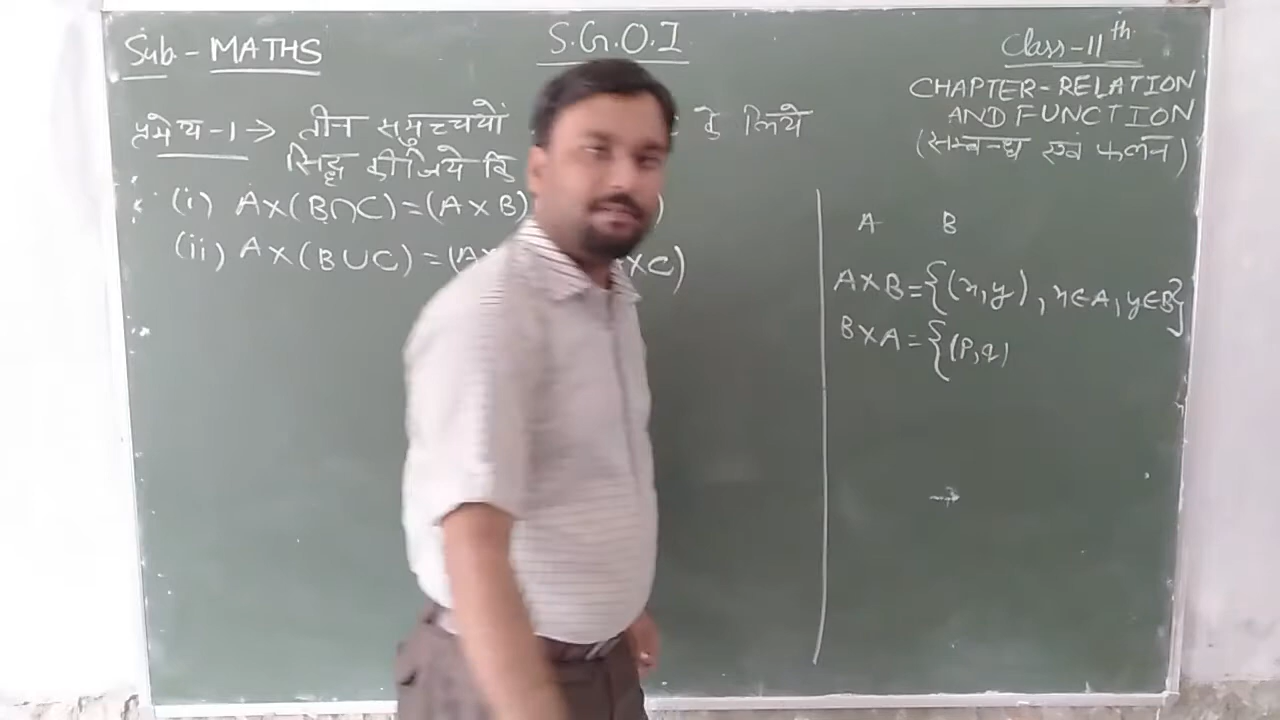 Sub- MATHS
S.G.O.I
Class-11th
CHAPTER-RELATION
AND FUNCTION
(सम्बन्ध एवं फलन)
प्रमेय-1→ तीन समुच्चयों के लिये
सिद्ध कीजिये कि
(i) A×(B∩C)=(A×B) )
(ii) A×(B∪C)=(A× ×C)
A B
A×B={(x,y), x∈A, y∈B}
B×A={(p,q)
→